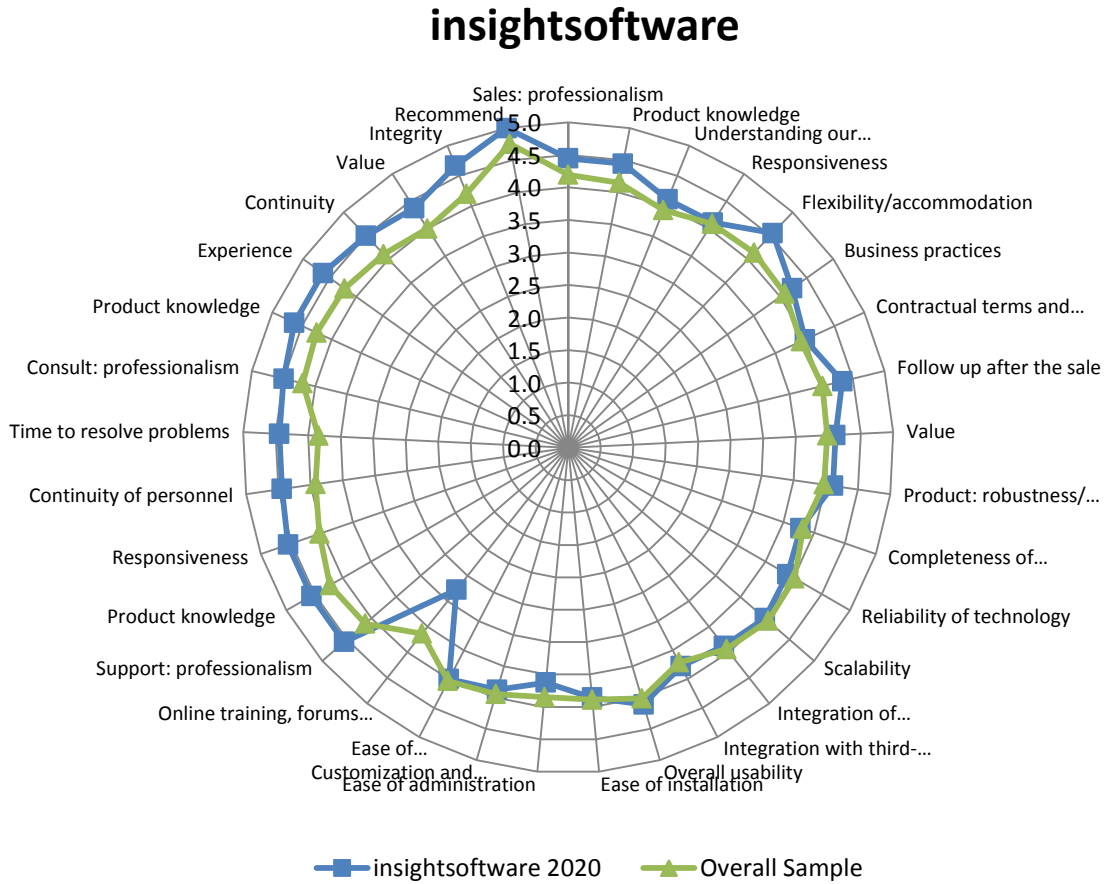 insightsoftware
Sales: professionalism
Product knowledge
Understanding our...
Responsiveness
Flexibility/accommodation
Business practices
Contractual terms and...
Follow up after the sale
Value
Product: robustness/...
Completeness of...
Reliability of technology
Scalability
Integration of...
Integration with third-...
Overall usability
Ease of installation
Ease of administration
Customization and...
Ease of...
Online training, forums...
Support: professionalism
Product knowledge
Responsiveness
Continuity of personnel
Time to resolve problems
Consult: professionalism
Product knowledge
Experience
Continuity
Value
Integrity
Recommend
5.0
4.5
4.0
3.5
3.0
2.5
2.0
1.5
1.0
0.5
0.0
insightsoftware 2020
Overall Sample